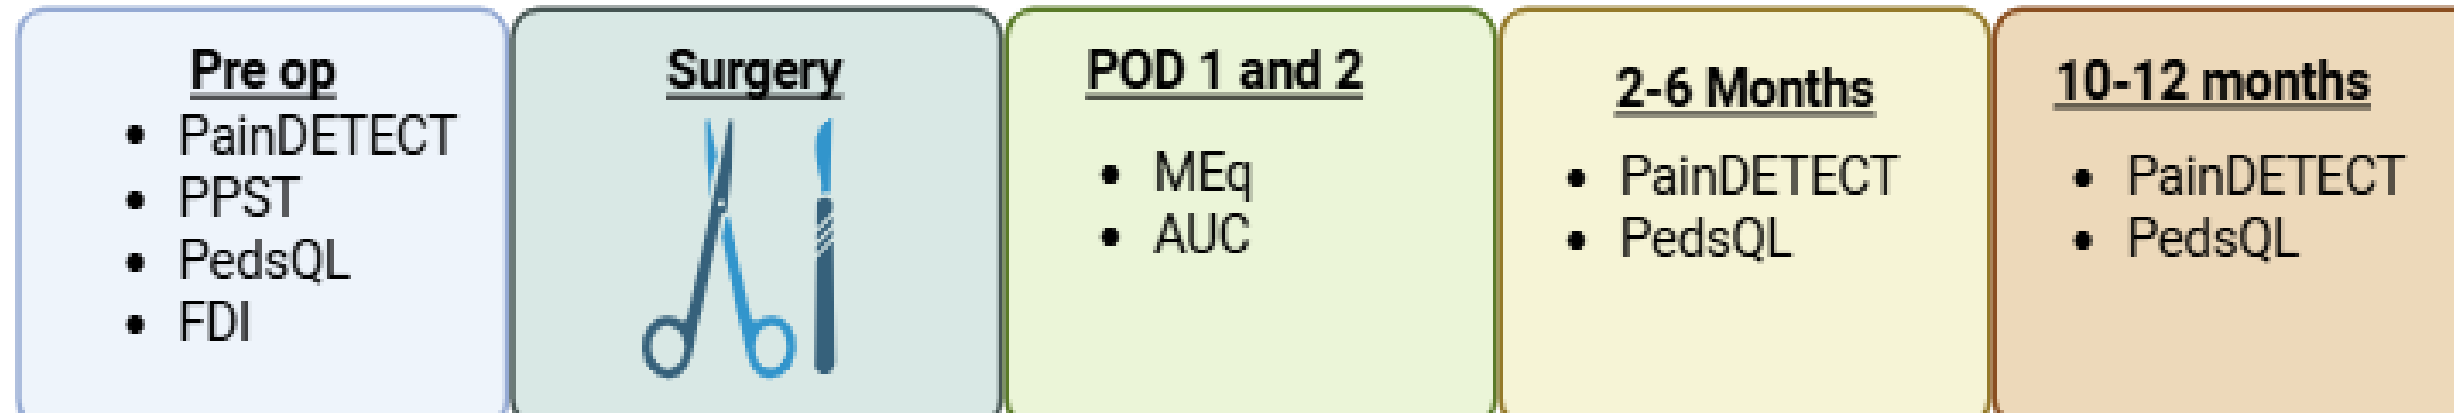 Pre op
• PainDETECT
• PPST
• PedsQL
• FDI
Surgery
POD 1 and 2
• MEq
• AUC
2-6 Months
• PainDETECT
• PedsQL
10-12 months
• PainDETECT
• PedsQL